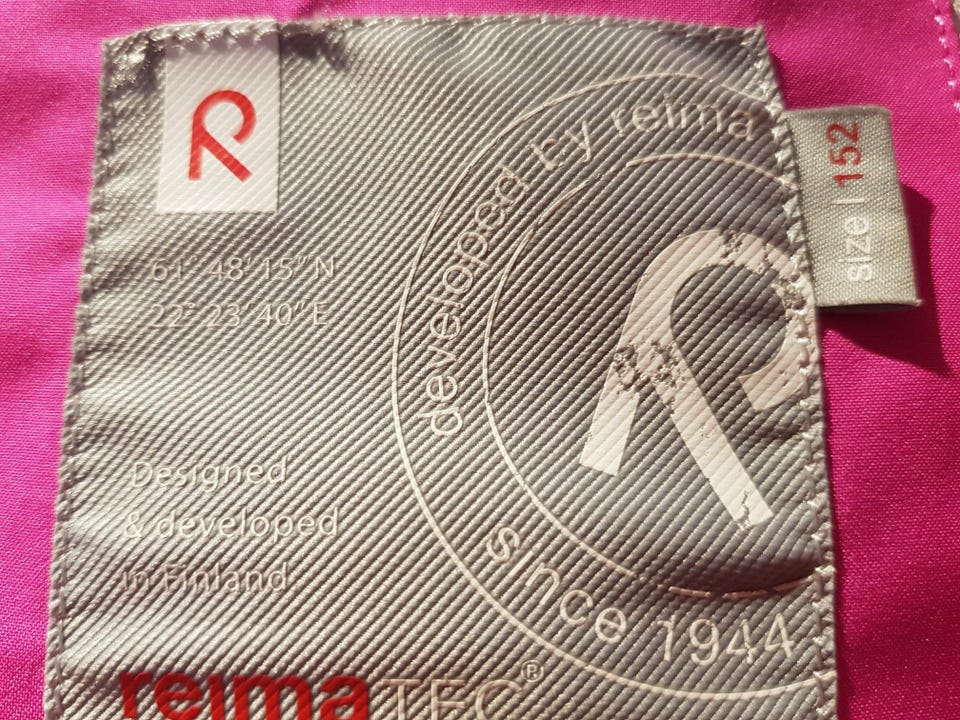 developed by reima
size | 152
61° 48' 15" N
22° 23' 40" E
Designed
& developed
in Finland
since 1944
reimaTEC®